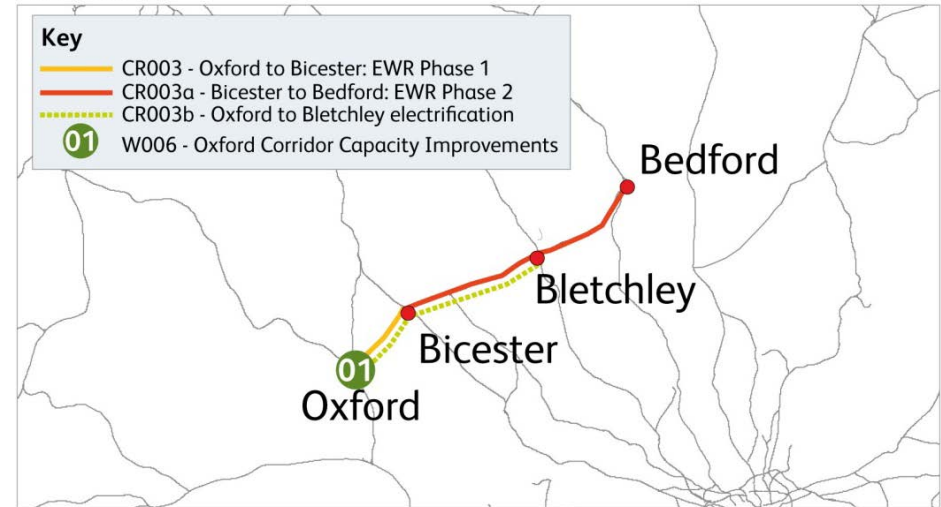 Key
CR003 - Oxford to Bicester: EWR Phase 1
CR003a - Bicester to Bedford: EWR Phase 2
CR003b - Oxford to Bletchley electrification
01 W006 - Oxford Corridor Capacity Improvements
Bedford
Bletchley
Bicester
01
Oxford